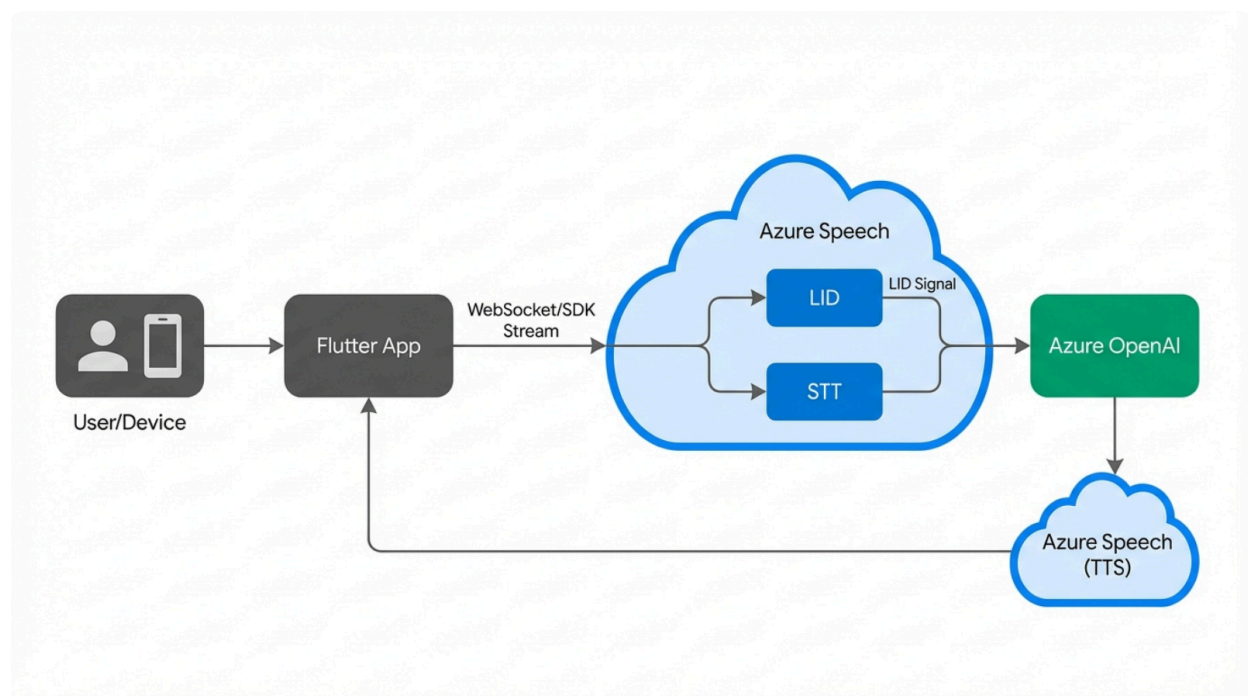 Azure Speech
LID
LID Signal
WebSocket/SDK
Stream
Flutter App
Azure OpenAI
STT
User/Device
Azure Speech
(TTS)